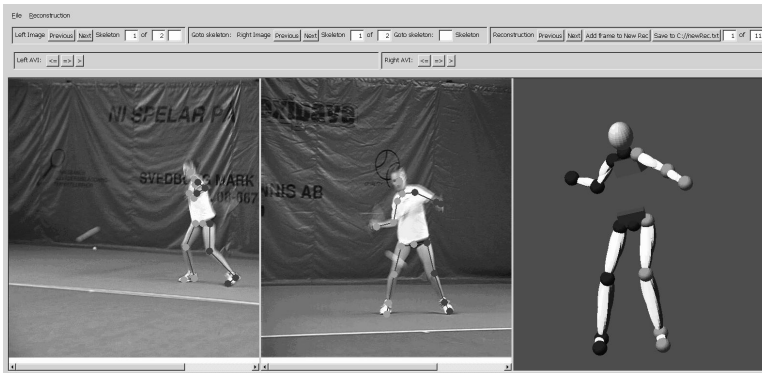 File Reconstruction
Left Image Previous Next Skeleton 1 of 2
Goto skeleton: Right Image Previous Next Skeleton 1 of 2 Goto skeleton: Skeleton
Reconstruction Previous Next Add frame to New Rec Save to C://newRec.txt 1 of 11
Left AVI: <= => >
Right AVI: <= => >
NI SPELAR PÅ
SVEDBERGS MARK
NNIS AB